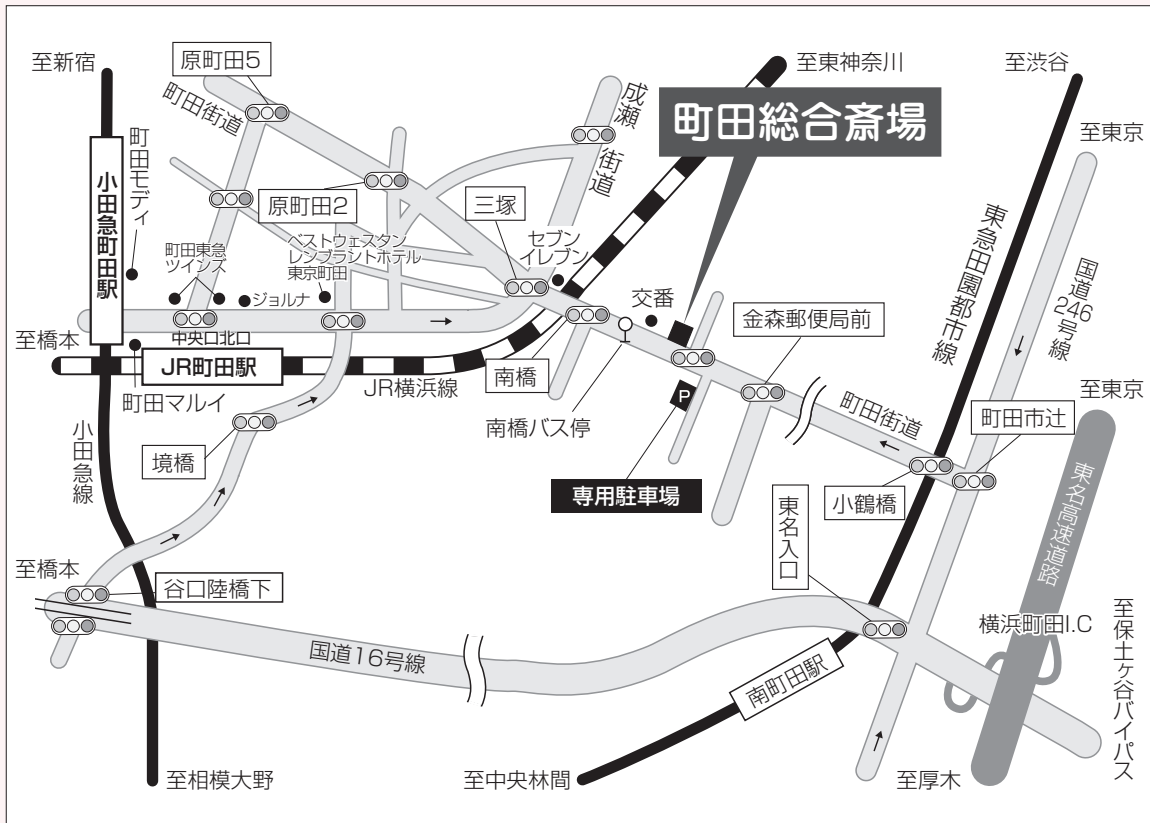 至新宿
原町田5
町田街道
町田モディ
小田急町田駅
成瀬
街道
至東神奈川
至渋谷
町田総合斎場
至東京
原町田2
三塚
町田東急
ツインズ
ベストウェスタン
レンブラントホテル
東京町田
セブン
イレブン
ジョルナ
交番
東急田園都市線
国道
246
号線
中央口北口
金森郵便局前
至橋本
JR町田駅
JR横浜線
南橋
町田マルイ
P
南橋バス停
町田街道
町田市辻
至東京
小田急線
境橋
専用駐車場
小鶴橋
東名高速道路
東名入口
至橋本
谷口陸橋下
国道16号線
南町田駅
横浜町田I.C
至保土ヶ谷バイパス
至相模大野
至中央林間
至厚木